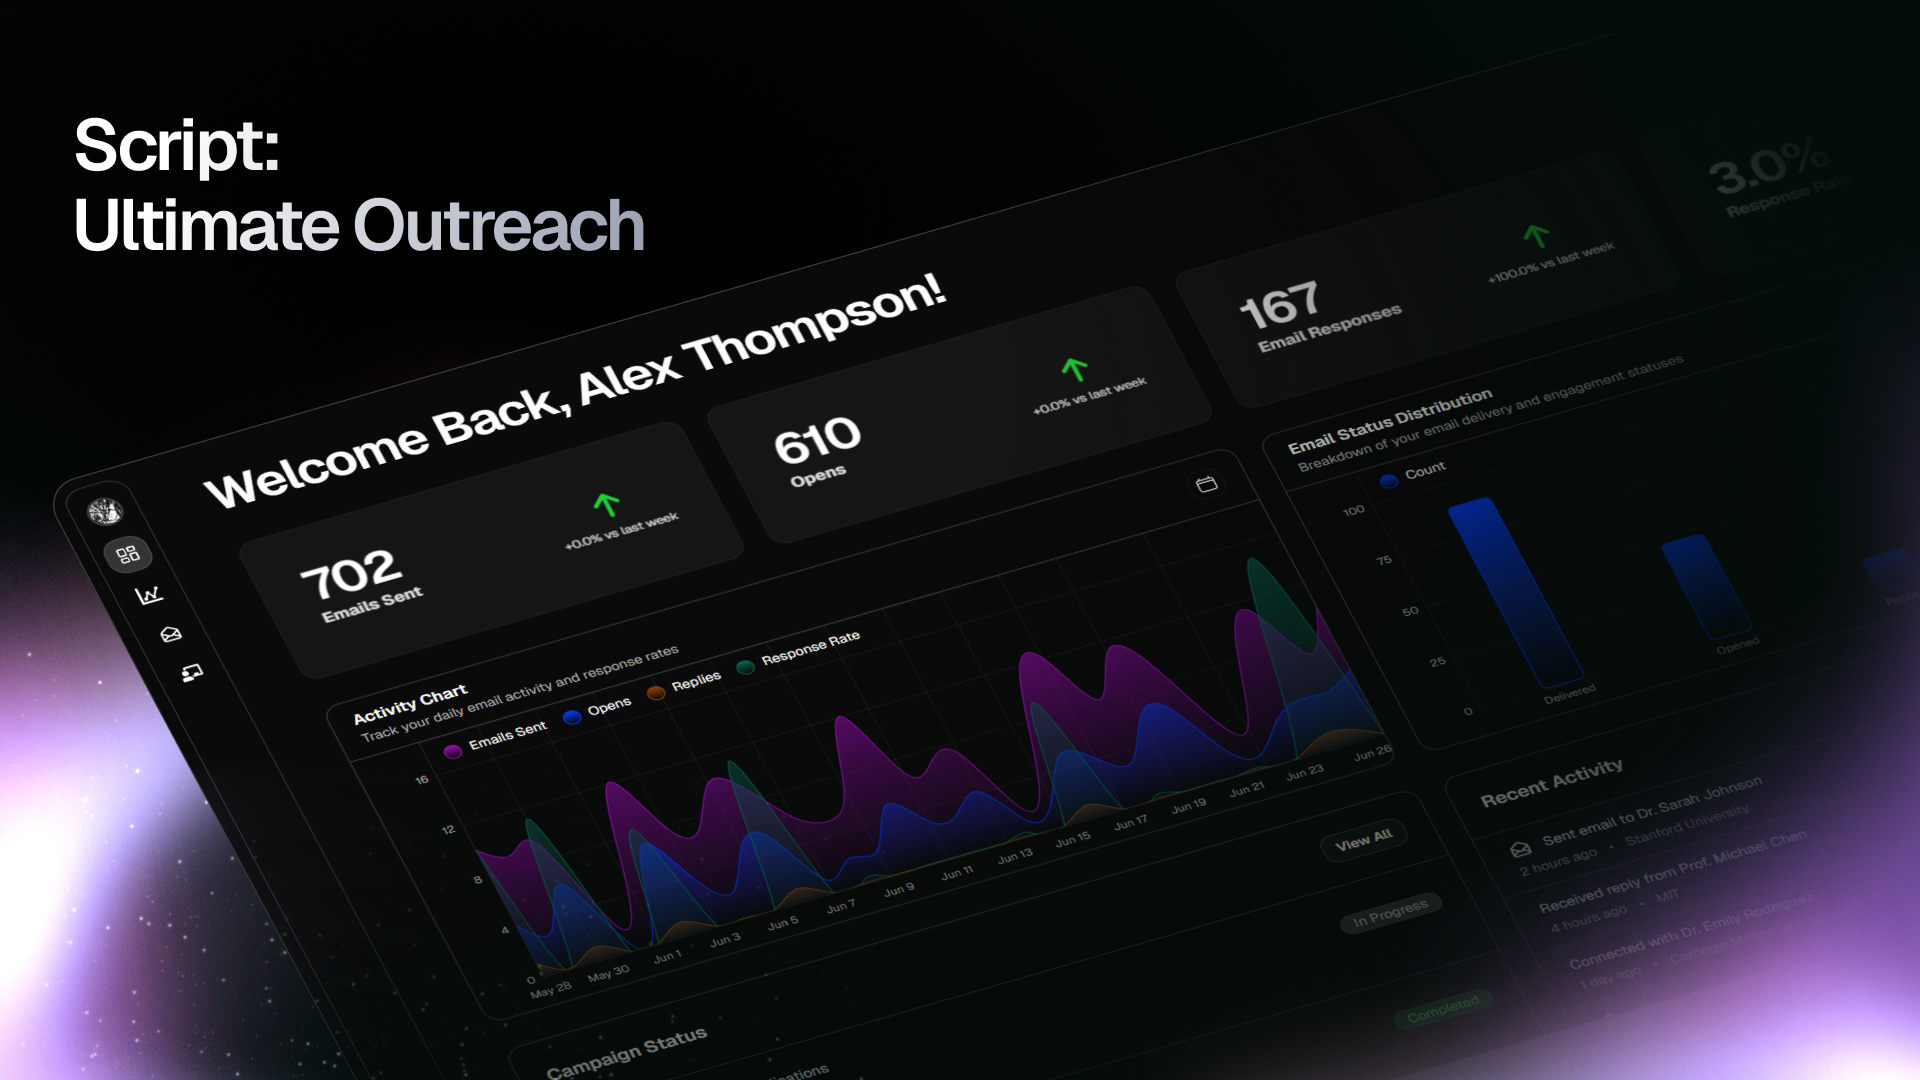 Script:
Ultimate Outreach
Welcome Back, Alex Thompson!
702
Emails Sent
+0.0% vs last week
610
Opens
+0.0% vs last week
167
Email Responses
+100.0% vs last week
3.0%
Response Rate
Activity Chart
Track your daily email activity and response rates
Emails Sent
Opens
Replies
Response Rate
16
12
8
4
0
May 28
May 30
Jun 1
Jun 3
Jun 5
Jun 7
Jun 9
Jun 11
Jun 13
Jun 15
Jun 17
Jun 19
Jun 21
Jun 23
Jun 26
Email Status Distribution
Breakdown of your email delivery and engagement statuses
Count
100
75
50
25
0
Delivered
Opened
Campaign Status
View All
In Progress
Completed
Recent Activity
Sent email to Dr. Sarah Johnson
2 hours ago • Stanford University
Received reply from Prof. Michael Chen
4 hours ago • MIT
Connected with Dr. Emily Rodriguez
1 day ago • Carnegie